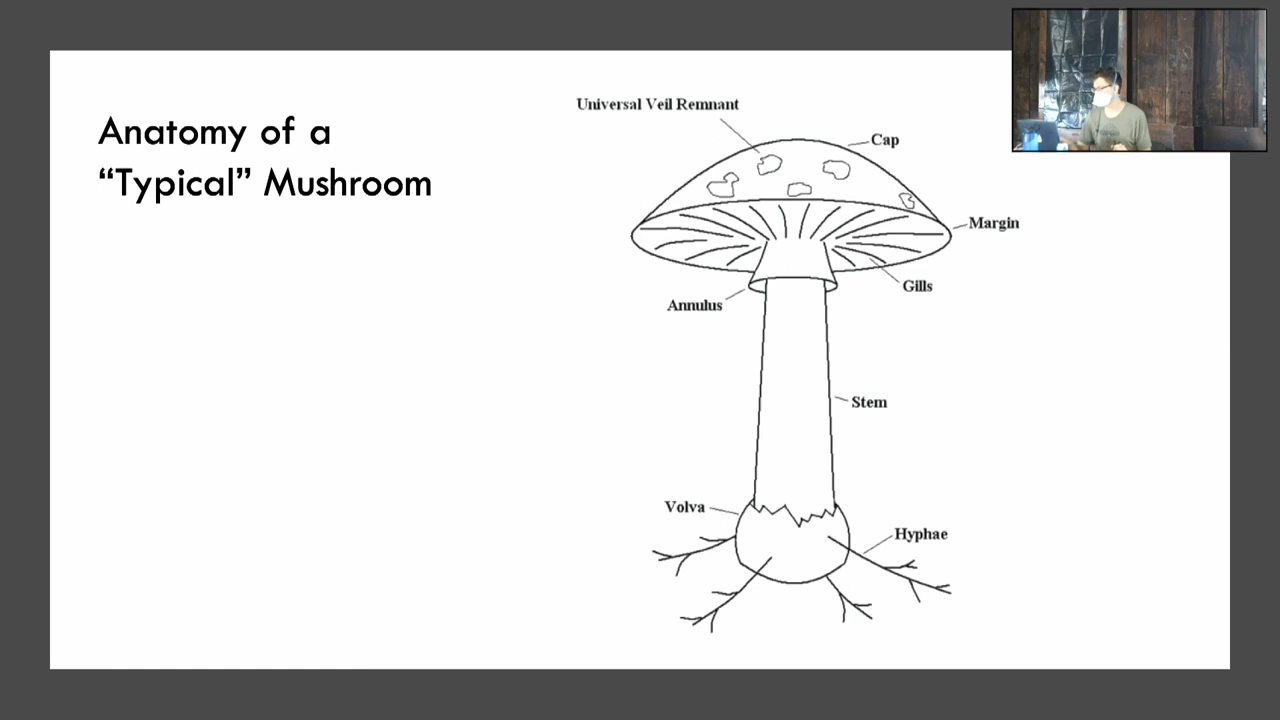 Anatomy of a
“Typical” Mushroom
Universal Veil Remnant
Cap
Margin
Gills
Annulus
Stem
Volva
Hyphae